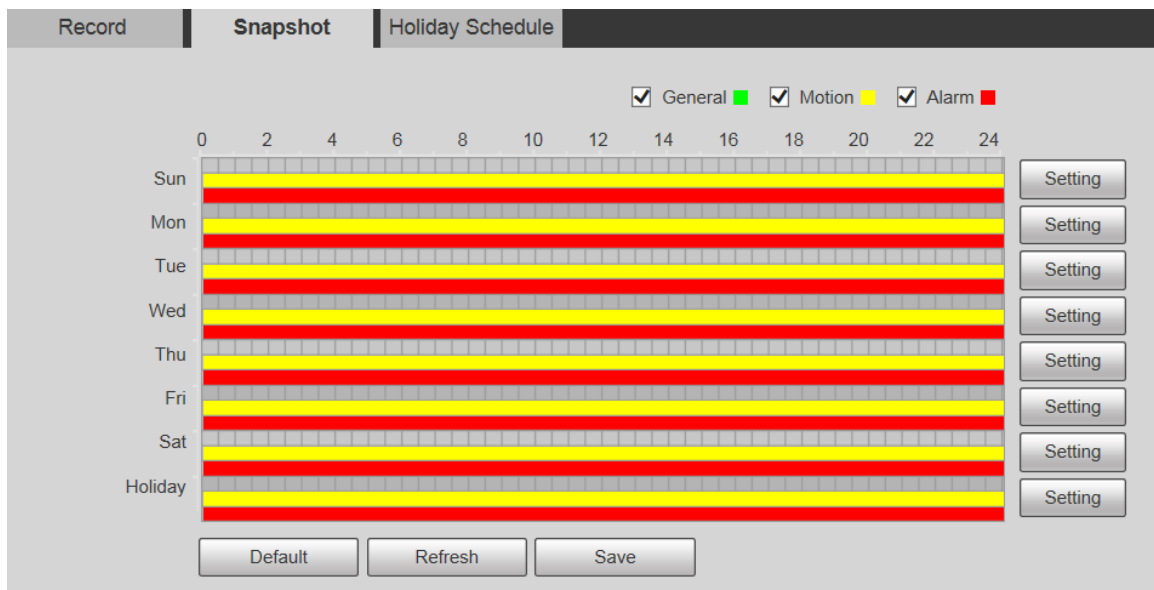 Record Snapshot Holiday Schedule
General Motion Alarm
0 2 4 6 8 10 12 14 16 18 20 22 24
Sun Setting
Mon Setting
Tue Setting
Wed Setting
Thu Setting
Fri Setting
Sat Setting
Holiday Setting
Default Refresh Save